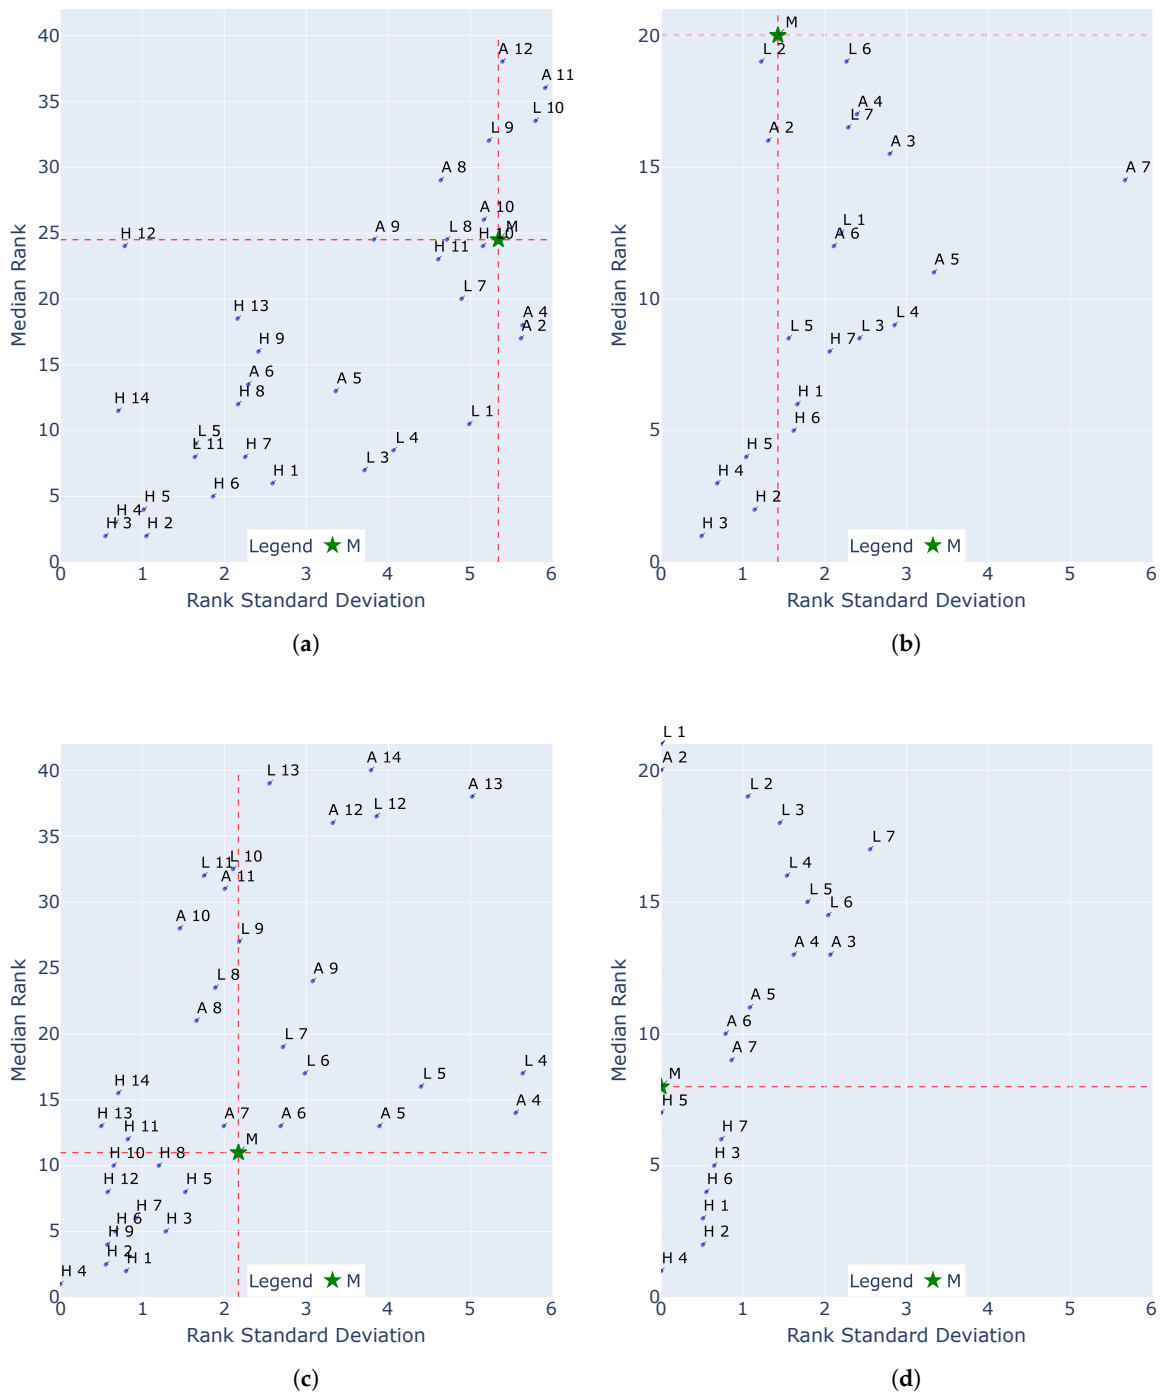 40
35
30
25
20
15
10
5
0
Median Rank
A 12
A 11
L 10
L 9
A 8
A 10
M
H 12
A 9
L 8
H 10
H 11
L 7
H 13
A 4
A 2
H 9
A 6
A 5
H 8
H 14
L 1
L 5
L 11
H 7
L 4
L 3
H 1
H 6
H 5
H 4
H 3
H 2
Legend M
0 1 2 3 4 5 6
Rank Standard Deviation
(a)
20
15
10
5
0
Median Rank
M
L 2
L 6
A 4
L 7
A 2
A 3
A 7
L 1
A 6
A 5
L 4
L 5
H 7
L 3
H 1
H 6
H 5
H 4
H 2
H 3
Legend M
0 1 2 3 4 5 6
Rank Standard Deviation
(b)
40
35
30
25
20
15
10
5
0
Median Rank
A 14
L 13
A 13
A 12
L 12
L 11
L 10
A 11
A 10
L 9
A 9
L 8
A 8
L 7
L 6
L 4
H 14
L 5
A 4
H 13
A 7
A 6
A 5
H 11
M
H 10
H 8
H 12
H 5
H 7
H 6
H 3
H 9
H 2
H 1
H 4
Legend M
0 1 2 3 4 5 6
Rank Standard Deviation
(c)
20
15
10
5
0
Median Rank
L 1
A 2
L 2
L 3
L 7
L 4
L 5
L 6
A 4
A 3
A 5
A 6
A 7
M
H 5
H 7
H 3
H 6
H 1
H 2
H 4
Legend M
0 1 2 3 4 5 6
Rank Standard Deviation
(d)